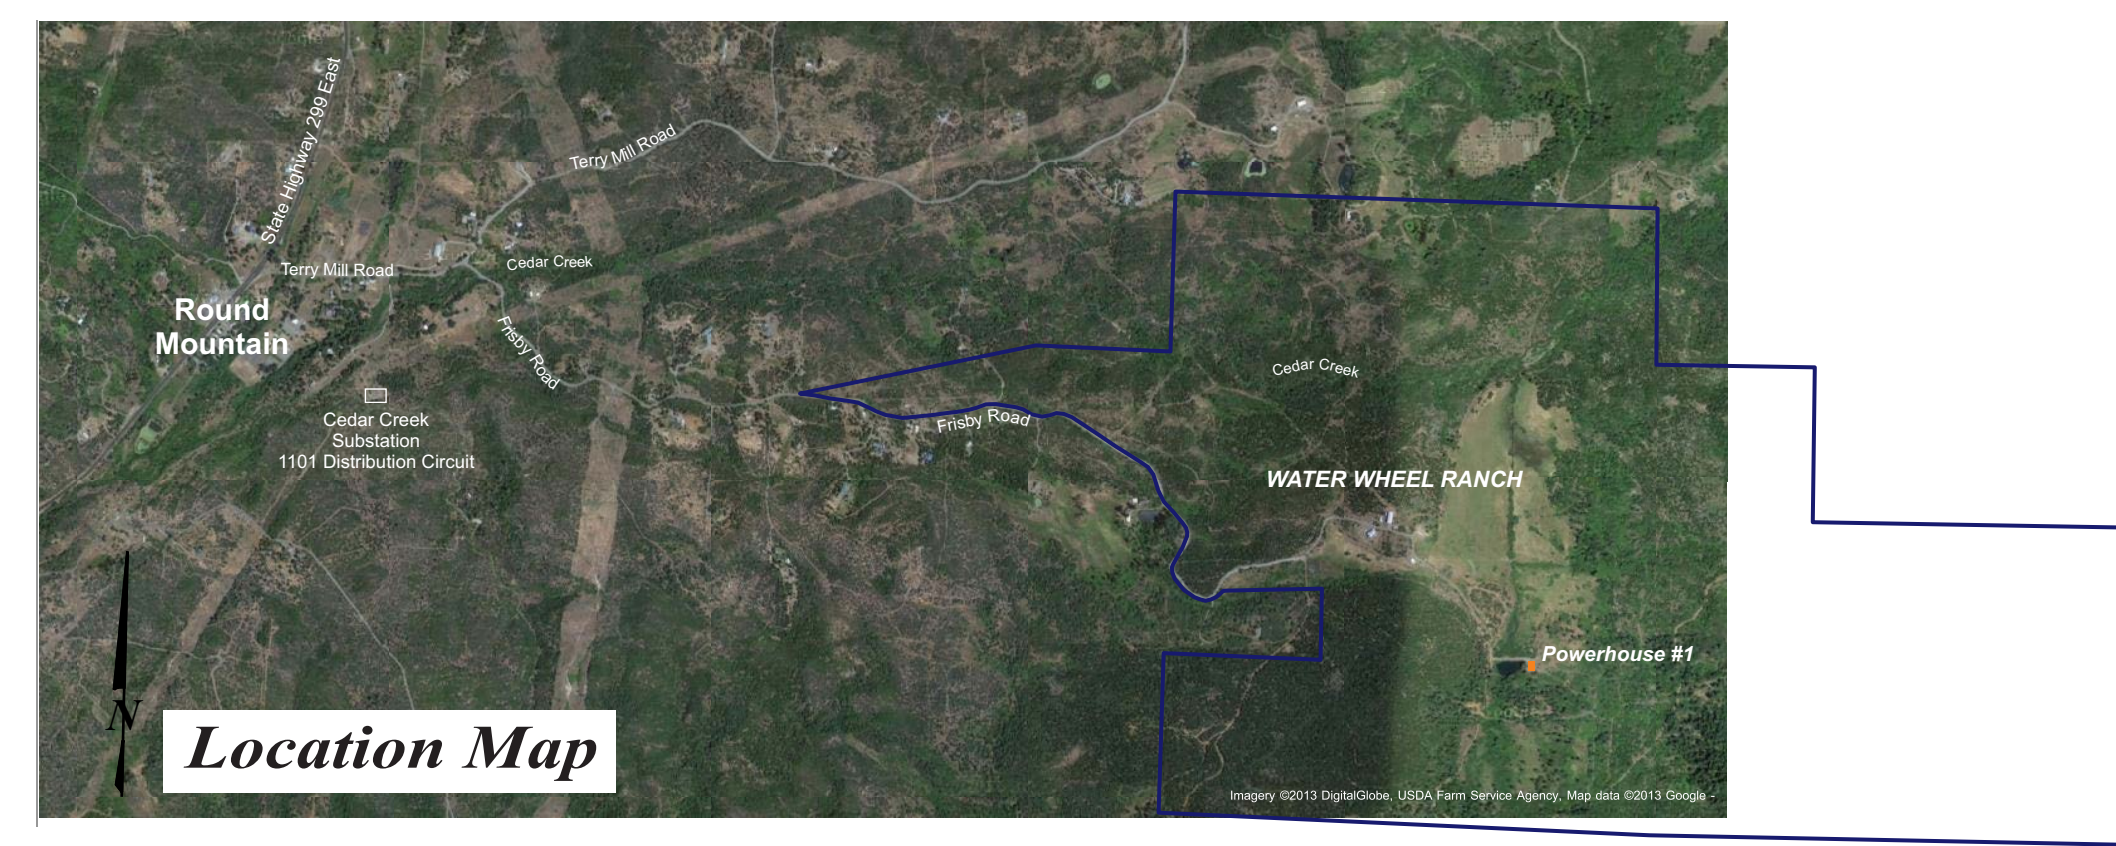 State Highway 299 East
Terry Mill Road
Terry Mill Road
Cedar Creek
Round
Mountain
Frisby Road
Cedar Creek
Frisby Road
Cedar Creek
Substation
1101 Distribution Circuit
WATER WHEEL RANCH
Powerhouse #1
N
Location Map
Imagery ©2013 DigitalGlobe, USDA Farm Service Agency, Map data ©2013 Google -